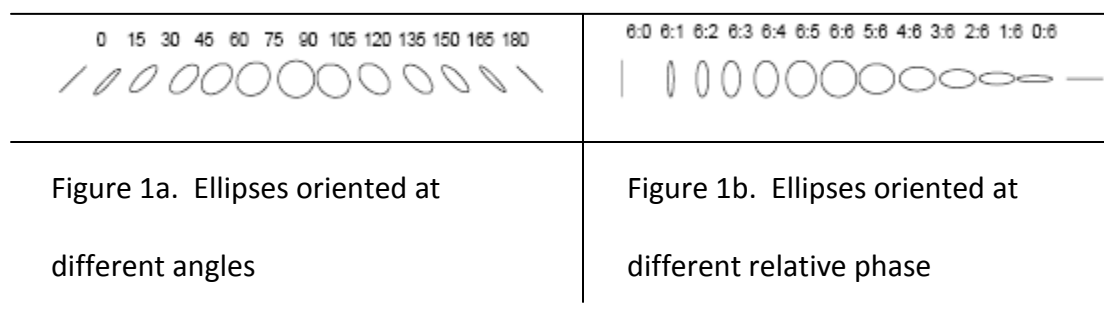 0 15 30 45 60 75 90 105 120 135 150 165 180
6:0 6:1 6:2 6:3 6:4 6:5 6:6 5:6 4:6 3:6 2:6 1:6 0:6
Figure 1a. Ellipses oriented at
different angles
Figure 1b. Ellipses oriented at
different relative phase